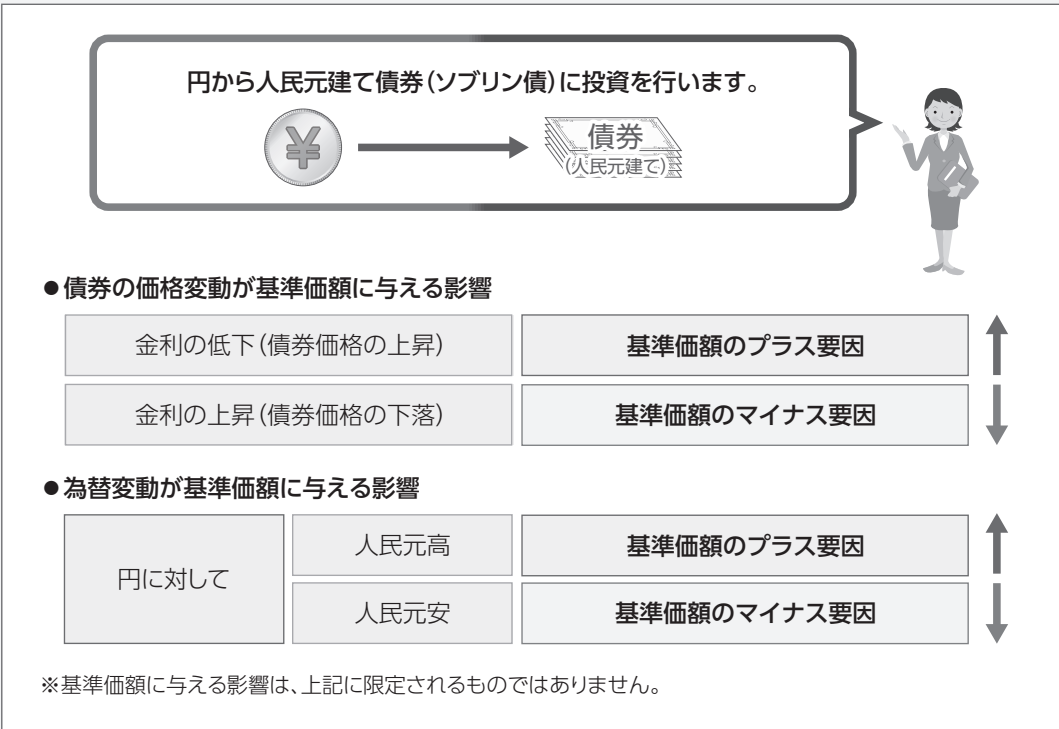 円から人民元建て債券(ソブリン債)に投資を行います。
¥
債券
(人民元建て)
●債券の価格変動が基準価額に与える影響
金利の低下(債券価格の上昇)
基準価額のプラス要因
金利の上昇(債券価格の下落)
基準価額のマイナス要因
●為替変動が基準価額に与える影響
円に対して
人民元高
基準価額のプラス要因
人民元安
基準価額のマイナス要因
※基準価額に与える影響は、上記に限定されるものではありません。